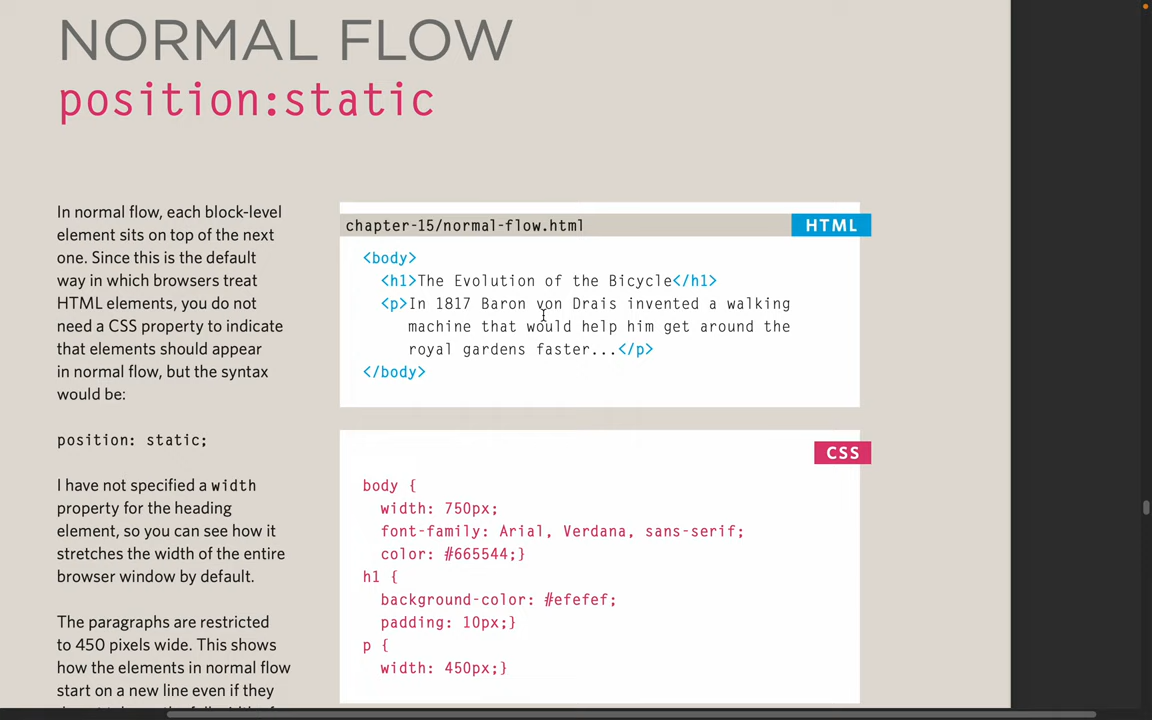 NORMAL FLOW
position:static
In normal flow, each block-level
element sits on top of the next
one. Since this is the default
way in which browsers treat
HTML elements, you do not
need a CSS property to indicate
that elements should appear
in normal flow, but the syntax
would be:
position: static;
I have not specified a width
property for the heading
element, so you can see how it
stretches the width of the entire
browser window by default.
The paragraphs are restricted
to 450 pixels wide. This shows
how the elements in normal flow
start on a new line even if they
chapter-15/normal-flow.html
HTML
<body>
<h1>The Evolution of the Bicycle</h1>
<p>In 1817 Baron von Drais invented a walking
machine that would help him get around the
royal gardens faster...</p>
</body>
CSS
body {
width: 750px;
font-family: Arial, Verdana, sans-serif;
color: #665544;}
h1 {
background-color: #efefef;
padding: 10px;}
p {
width: 450px;}